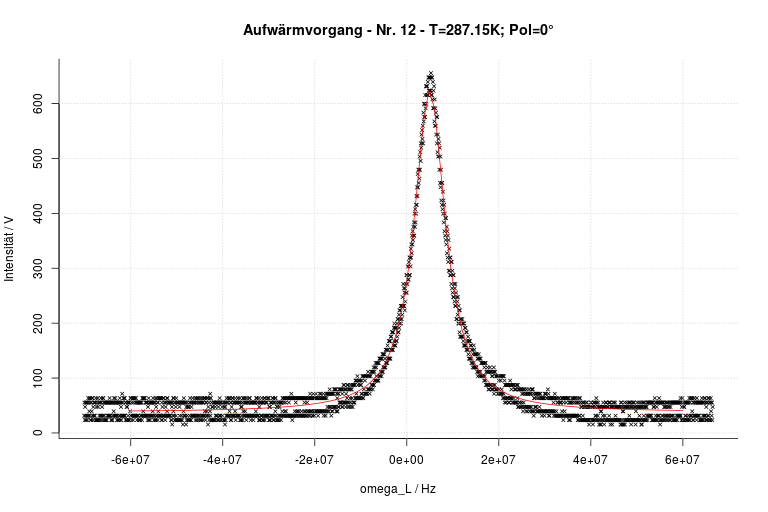 Aufwärmvorgang - Nr. 12 - T=287.15K; Pol=0°
Intensität / V
600
500
400
300
200
100
0
-6e+07 -4e+07 -2e+07 0e+00 2e+07 4e+07 6e+07
omega_L / Hz